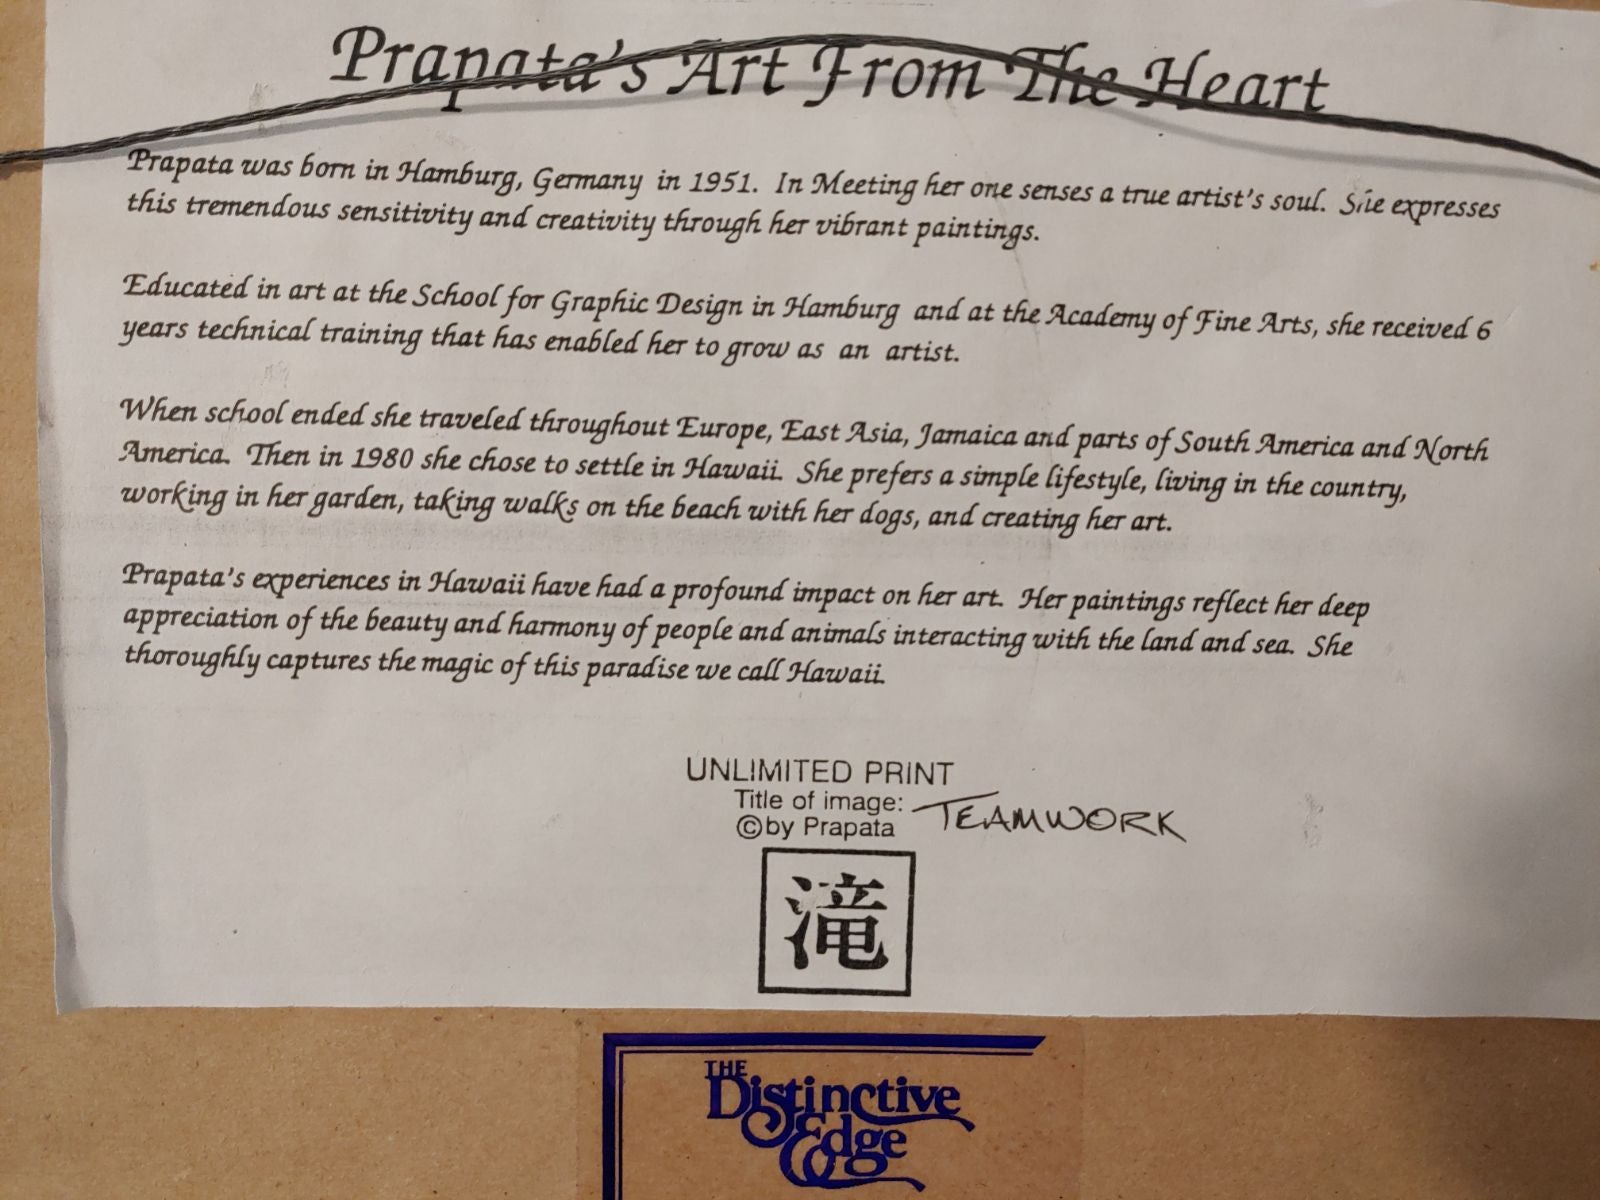 Prapata's Art From The Heart
Prapata was born in Hamburg, Germany in 1951. In Meeting her one senses a true artist's soul. She expresses
this tremendous sensitivity and creativity through her vibrant paintings.
Educated in art at the School for Graphic Design in Hamburg and at the Academy of Fine Arts, she received 6
years technical training that has enabled her to grow as an artist.
When school ended she traveled throughout Europe, East Asia, Jamaica and parts of South America and North
America. Then in 1980 she chose to settle in Hawaii. She prefers a simple lifestyle, living in the country,
working in her garden, taking walks on the beach with her dogs, and creating her art.
Prapata's experiences in Hawaii have had a profound impact on her art. Her paintings reflect her deep
appreciation of the beauty and harmony of people and animals interacting with the land and sea. She
thoroughly captures the magic of this paradise we call Hawaii.
UNLIMITED PRINT
Title of image: TEAMWORK
©by Prapata
滝
THE
Distinctive
Edge